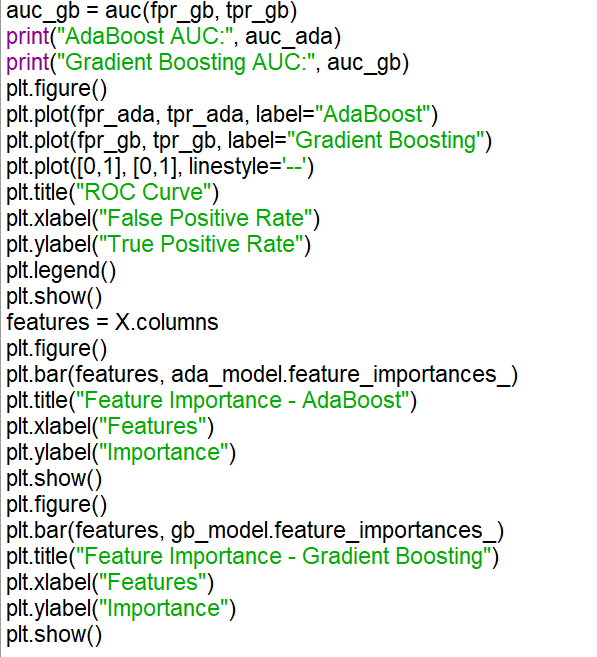 auc_gb = auc(fpr_gb, tpr_gb)
print("AdaBoost AUC:", auc_ada)
print("Gradient Boosting AUC:", auc_gb)
plt.figure()
plt.plot(fpr_ada, tpr_ada, label="AdaBoost")
plt.plot(fpr_gb, tpr_gb, label="Gradient Boosting")
plt.plot([0,1], [0,1], linestyle='--')
plt.title("ROC Curve")
plt.xlabel("False Positive Rate")
plt.ylabel("True Positive Rate")
plt.legend()
plt.show()
features = X.columns
plt.figure()
plt.bar(features, ada_model.feature_importances_)
plt.title("Feature Importance - AdaBoost")
plt.xlabel("Features")
plt.ylabel("Importance")
plt.show()
plt.figure()
plt.bar(features, gb_model.feature_importances_)
plt.title("Feature Importance - Gradient Boosting")
plt.xlabel("Features")
plt.ylabel("Importance")
plt.show()